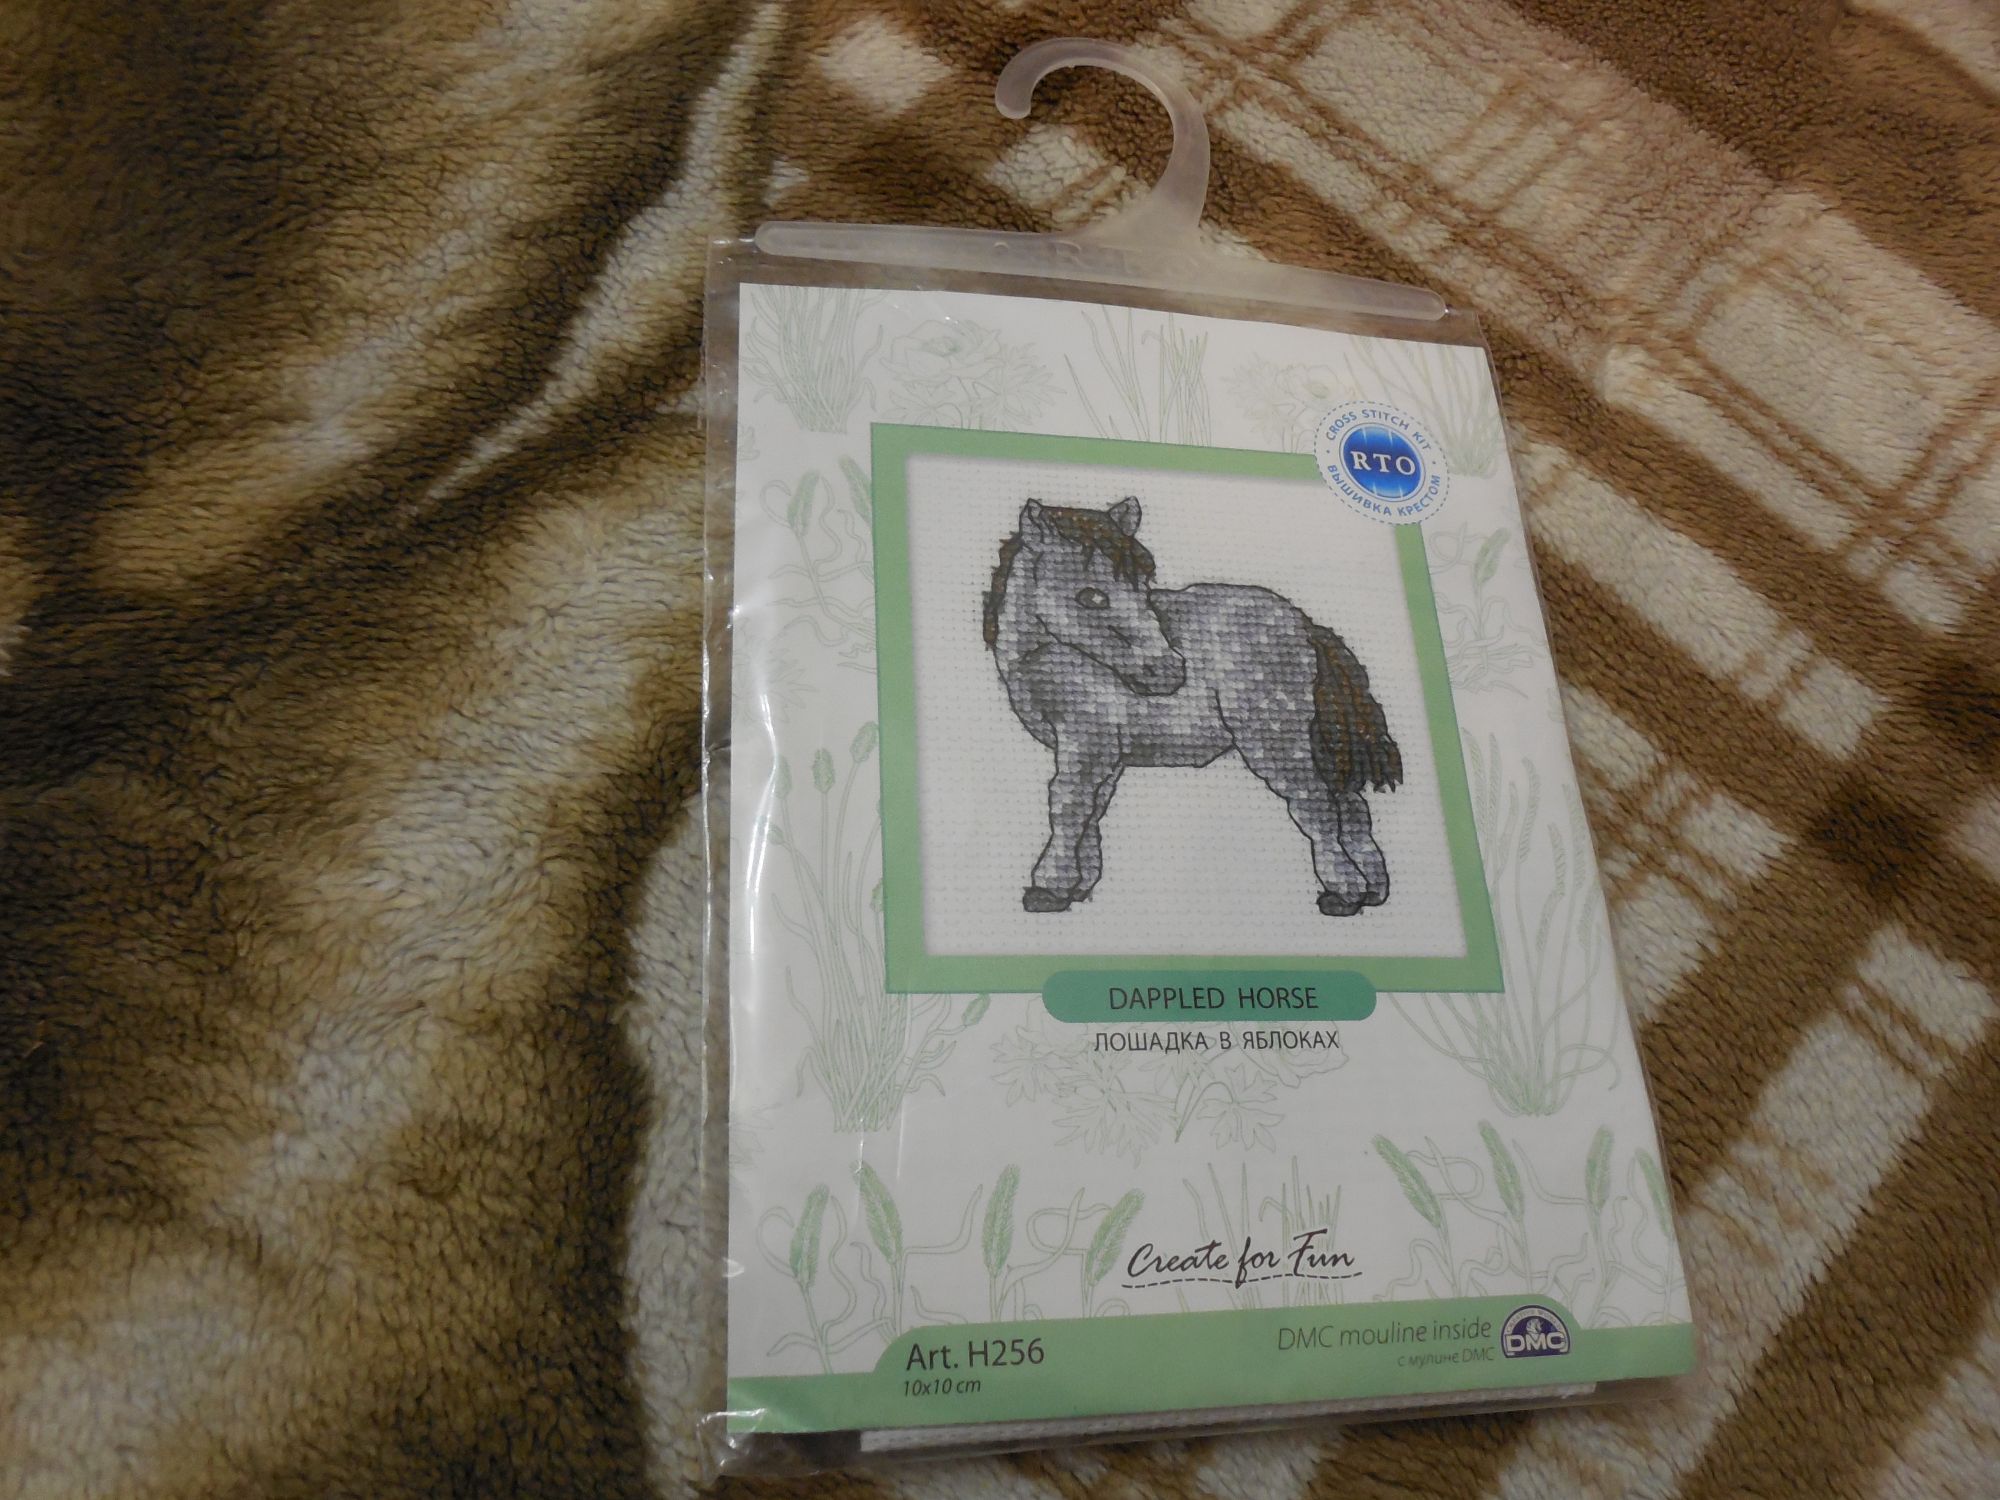 CROSS STITCH KIT
RTO
ВЫШИВКА КРЕСТОМ
DAPPLED HORSE
ЛОШАДКА В ЯБЛОКАХ
Create for Fun
Art. H256
10x10 cm
DMC mouline inside
с мулине DMC
DMC